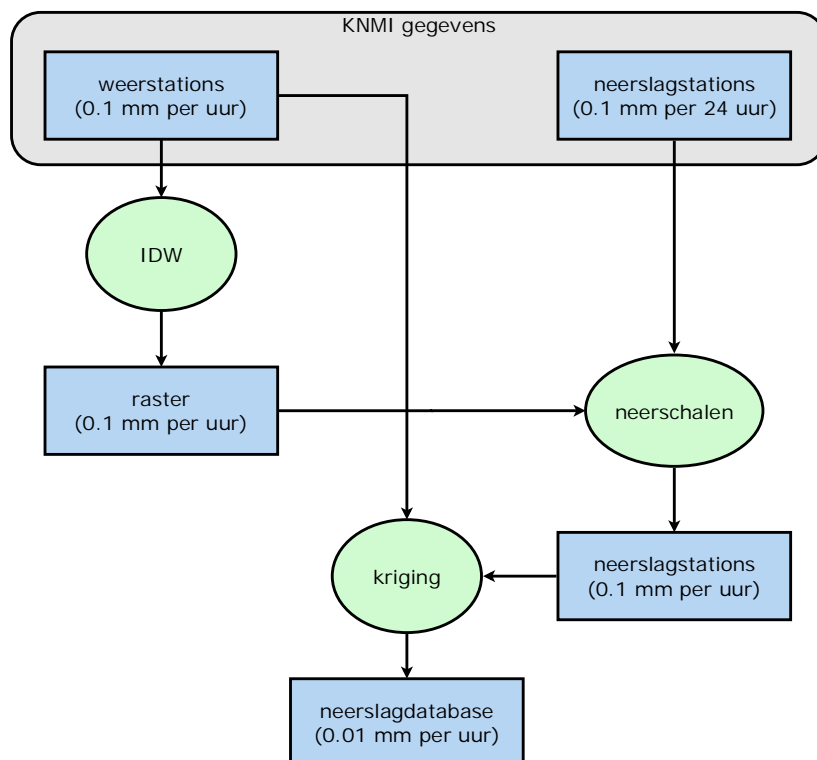 KNMI gegevens
weerstations
(0.1 mm per uur)
neerslagstations
(0.1 mm per 24 uur)
IDW
raster
(0.1 mm per uur)
neerschalen
kriging
neerslagstations
(0.1 mm per uur)
neerslagdatabase
(0.01 mm per uur)